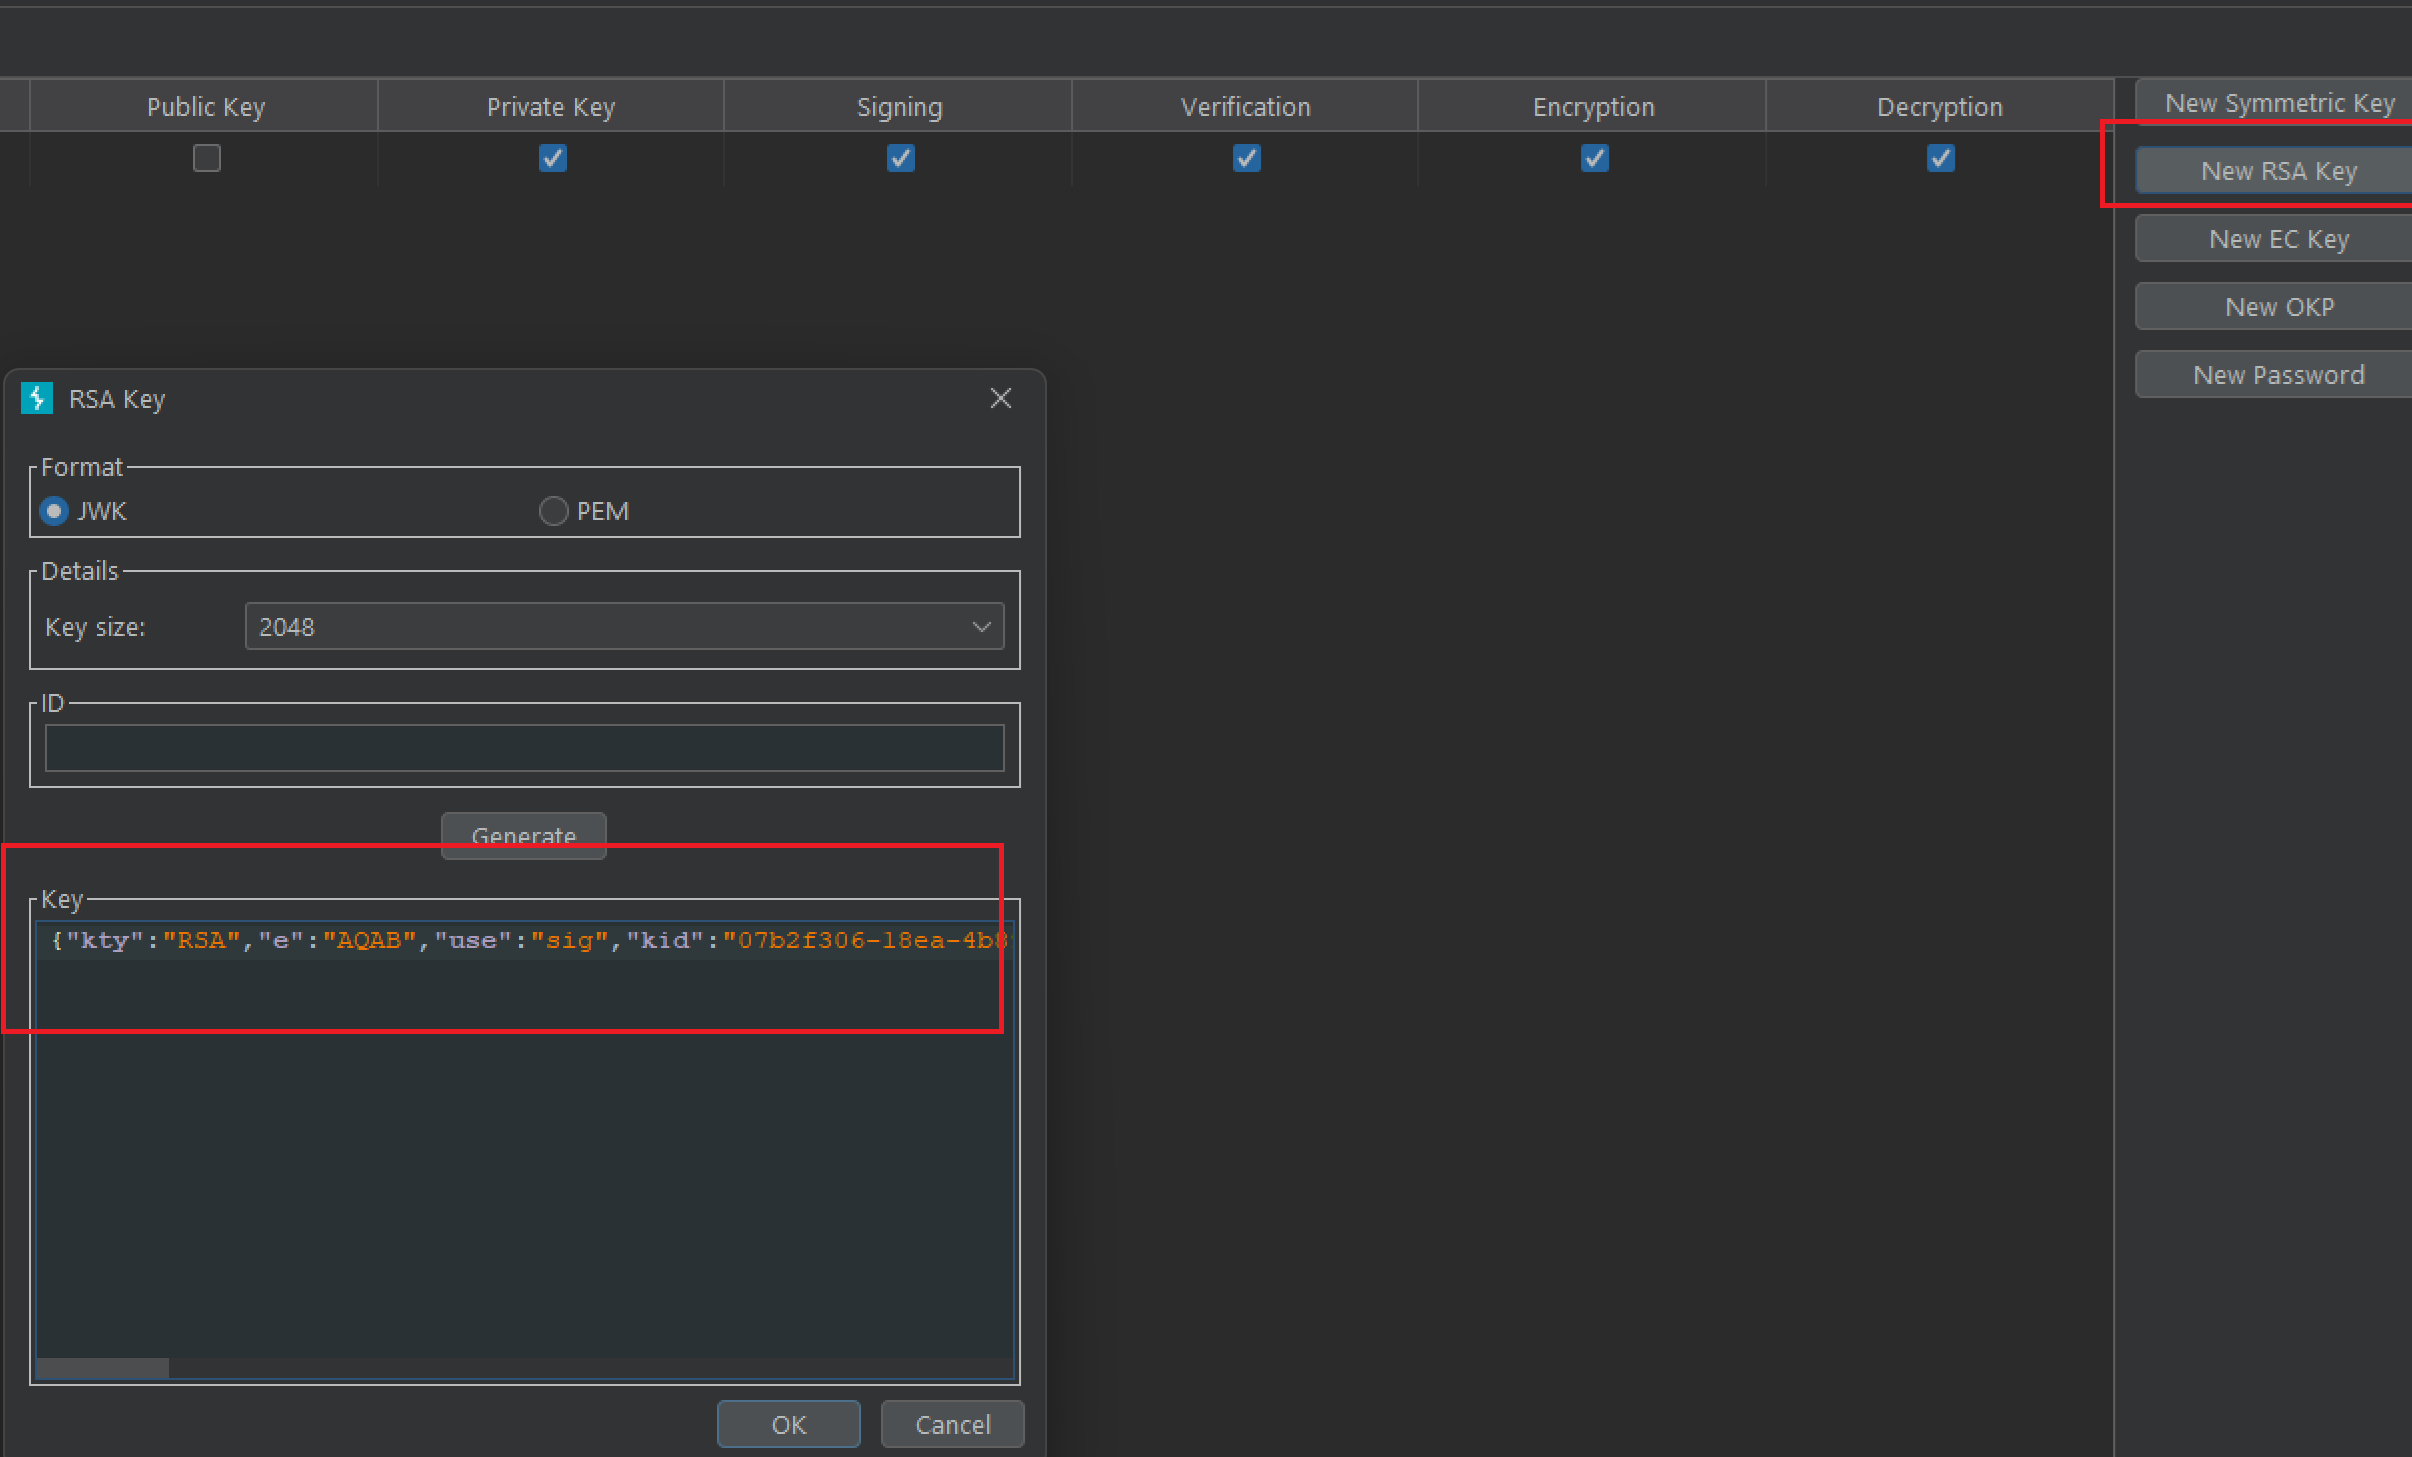 Public Key Private Key Signing Verification Encryption Decryption
New Symmetric Key
New RSA Key
New EC Key
New OKP
New Password
RSA Key
Format
JWK PEM
Details
Key size: 2048
ID
Generate
Key
{"kty":"RSA","e":"AQAB","use":"sig","kid":"07b2f306-18ea-4b8
OK Cancel